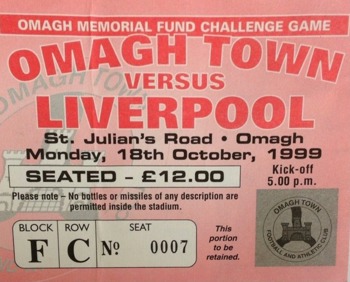 OMAGH MEMORIAL FUND CHALLENGE GAME
OMAGH TOWN
VERSUS
LIVERPOOL
St. Julian's Road • Omagh
Monday, 18th October, 1999
SEATED - £12.00
Kick-off
5.00 p.m.
Please note – No bottles or missiles of any description are
permitted inside the stadium.
BLOCK ROW SEAT
F C No. 0007
This
portion
to be
retained.
OMAGH TOWN
FOOTBALL AND ATHLETIC CLUB